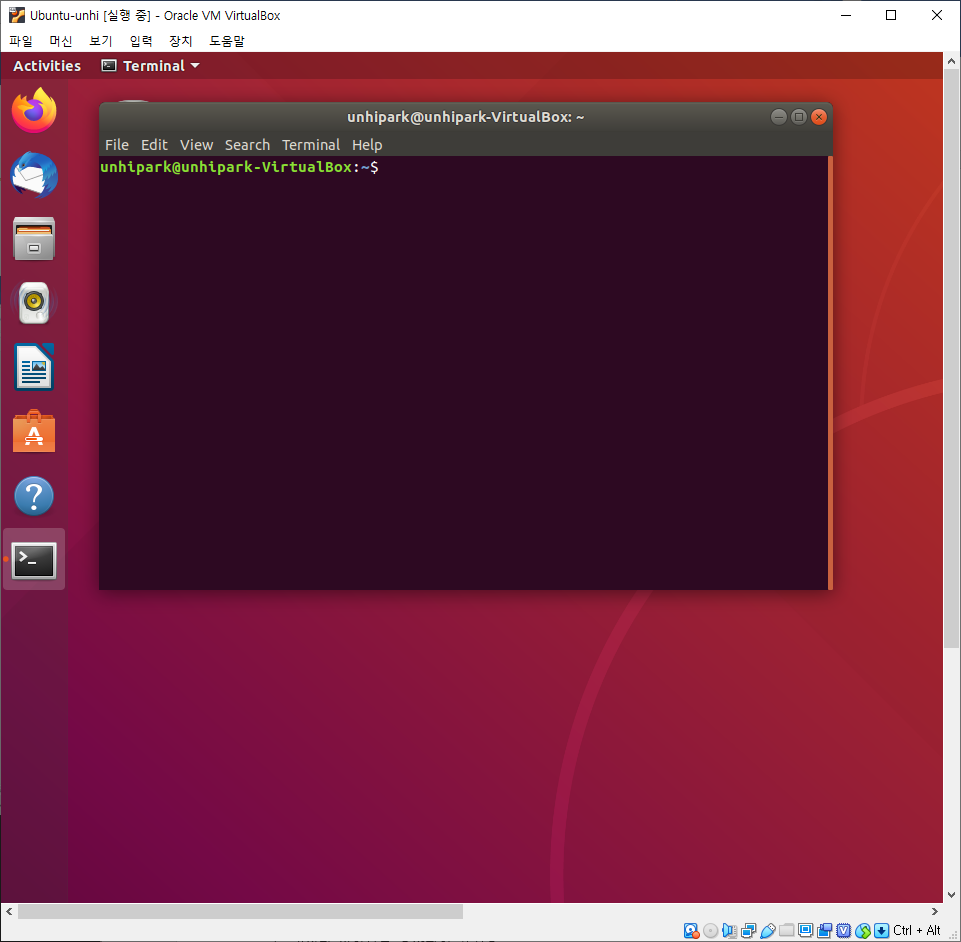 Ubuntu-unhi [실행 중] - Oracle VM VirtualBox
파일 머신 보기 입력 장치 도움말
Activities Terminal
unhipark@unhipark-VirtualBox: ~
File Edit View Search Terminal Help
unhipark@unhipark-VirtualBox:~$
Ctrl + Alt